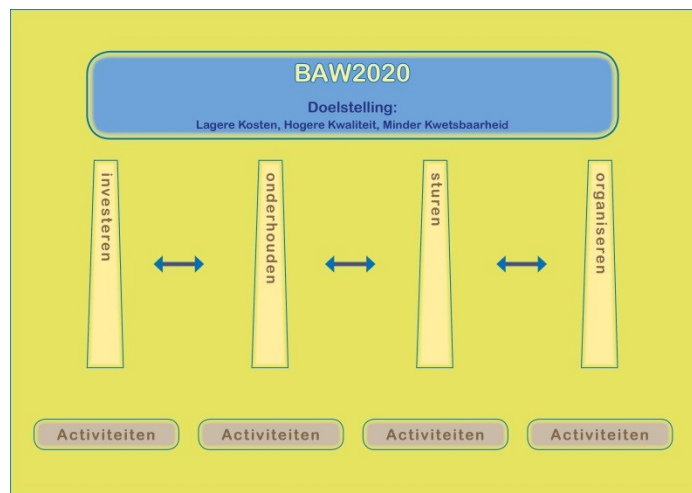 BAW2020
Doelstelling:
Lagere Kosten, Hogere Kwaliteit, Minder Kwetsbaarheid
investeren
onderhouden
sturen
organiseren
Activiteiten
Activiteiten
Activiteiten
Activiteiten